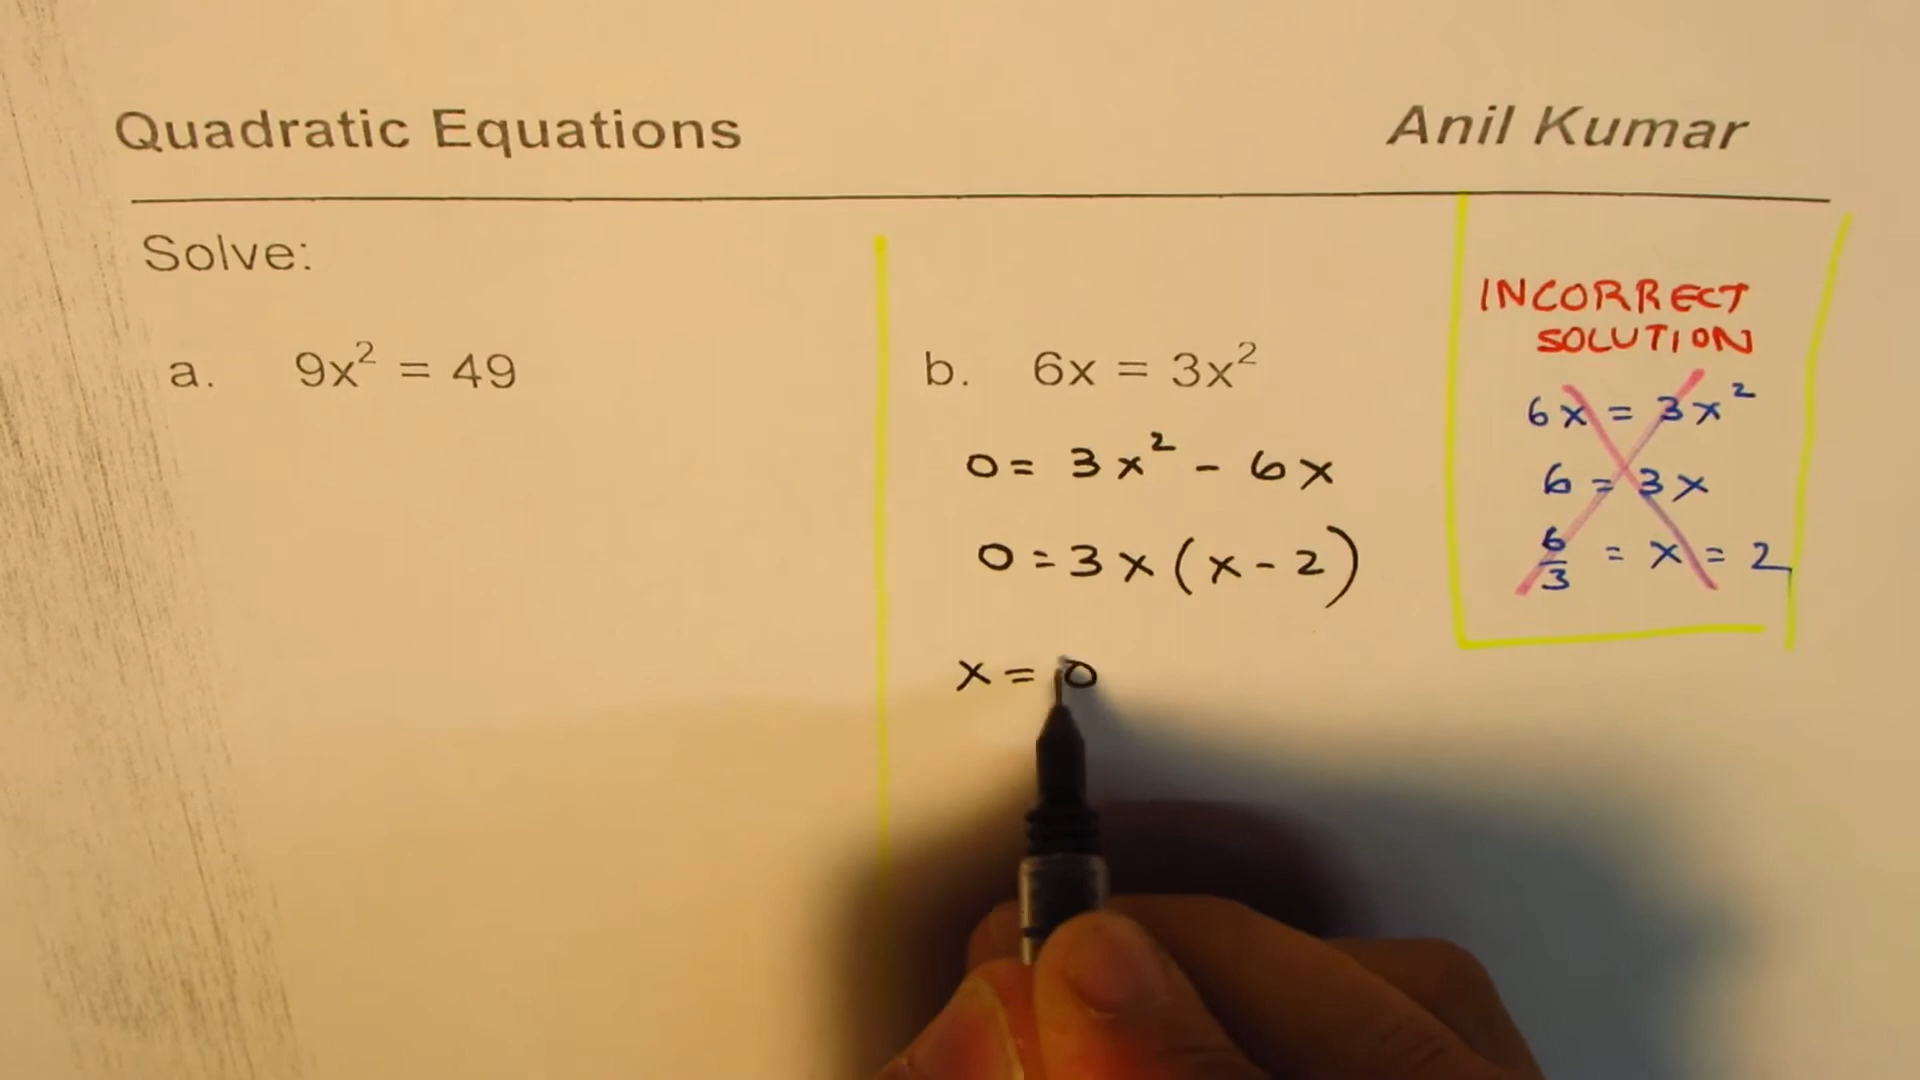 Quadratic Equations
Anil Kumar
Solve:
a. 9x² = 49
b. 6x = 3x²
0 = 3x² - 6x
0 = 3x(x-2)
x = 0
INCORRECT
SOLUTION
6x = 3x²
6 = 3x
6/3 = x = 2